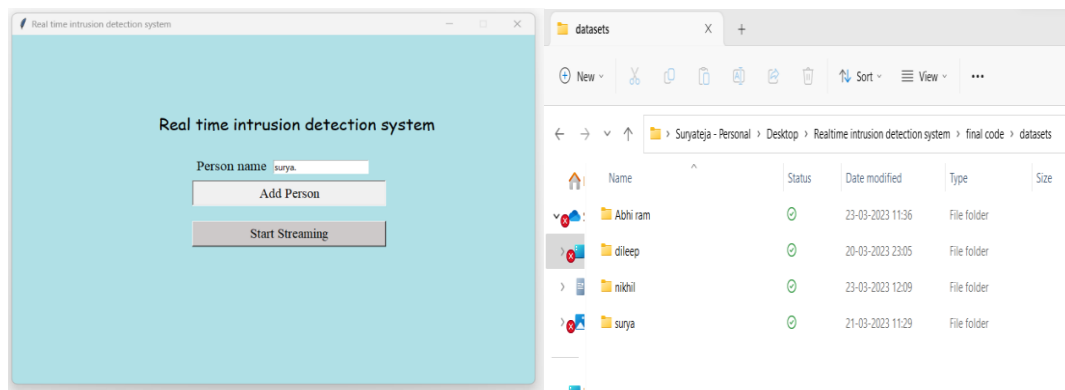 Real time intrusion detection system
Real time intrusion detection system
Person name surya.
Add Person
Start Streaming
datasets
New
Sort
View
Suryateja - Personal > Desktop > Realtime intrusion detection system > final code > datasets
Name Status Date modified Type Size
Abhi ram 23-03-2023 11:36 File folder
dileep 20-03-2023 23:05 File folder
nikhil 23-03-2023 12:09 File folder
surya 21-03-2023 11:29 File folder